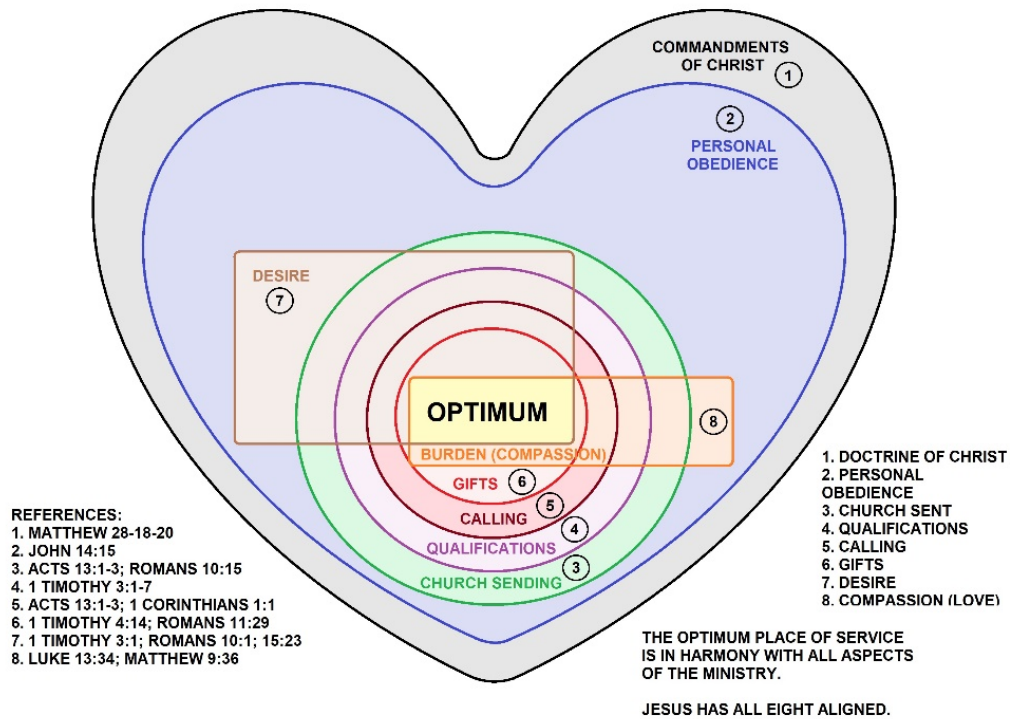 COMMANDMENTS
OF CHRIST
1
2
PERSONAL
OBEDIENCE
DESIRE
7
OPTIMUM
8
BURDEN (COMPASSION)
GIFTS 6
5
CALLING
4
QUALIFICATIONS
3
CHURCH SENDING
REFERENCES:
1. MATTHEW 28-18-20
2. JOHN 14:15
3. ACTS 13:1-3; ROMANS 10:15
4. 1 TIMOTHY 3:1-7
5. ACTS 13:1-3; 1 CORINTHIANS 1:1
6. 1 TIMOTHY 4:14; ROMANS 11:29
7. 1 TIMOTHY 3:1; ROMANS 10:1; 15:23
8. LUKE 13:34; MATTHEW 9:36
1. DOCTRINE OF CHRIST
2. PERSONAL
OBEDIENCE
3. CHURCH SENT
4. QUALIFICATIONS
5. CALLING
6. GIFTS
7. DESIRE
8. COMPASSION (LOVE)
THE OPTIMUM PLACE OF SERVICE
IS IN HARMONY WITH ALL ASPECTS
OF THE MINISTRY.
JESUS HAS ALL EIGHT ALIGNED.